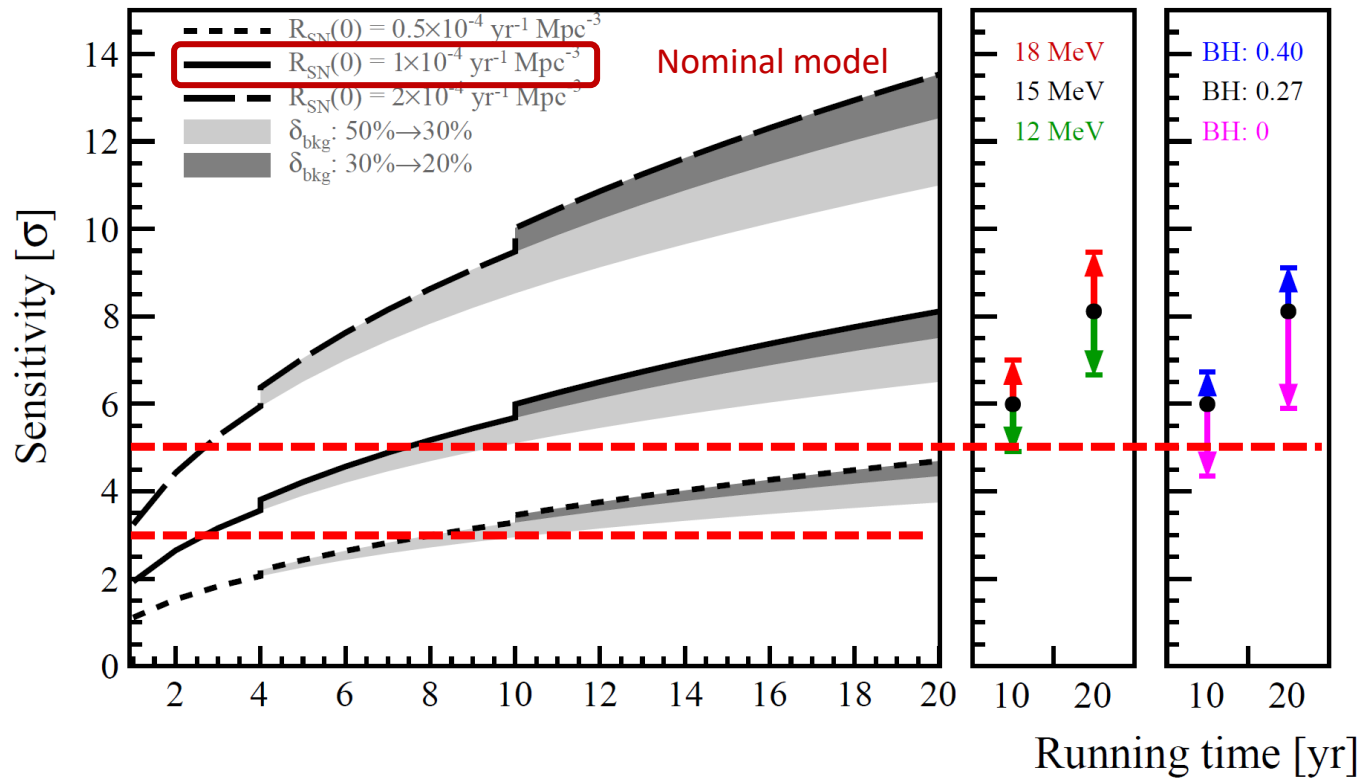 R_SN(0) = 0.5×10⁻⁴ yr⁻¹ Mpc⁻³
R_SN(0) = 1×10⁻⁴ yr⁻¹ Mpc⁻³
R_SN(0) = 2×10⁻⁴ yr⁻¹ Mpc⁻³
δ_bkg: 50%→30%
δ_bkg: 30%→20%
Nominal model
18 MeV
15 MeV
12 MeV
BH: 0.40
BH: 0.27
BH: 0
Sensitivity [σ]
14
12
10
8
6
4
2
0
2 4 6 8 10 12 14 16 18 20
10 20
10 20
Running time [yr]